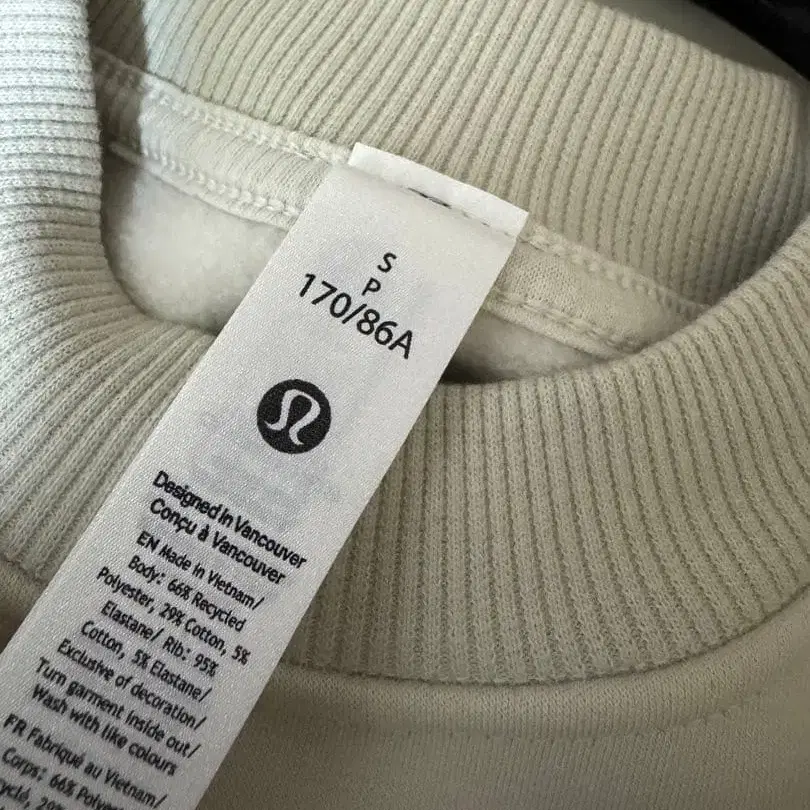 S
P
170/86A
Designed in Vancouver
Conçu à Vancouver
EN Made in Vietnam/
Body: 66% Recycled
Polyester, 29% Cotton, 5%
Elastane/ Rib: 95%
Cotton, 5% Elastane/
Exclusive of decoration/
Turn garment inside out/
Wash with like colours
FR Fabriqué au Vietnam/
Corps: 66%